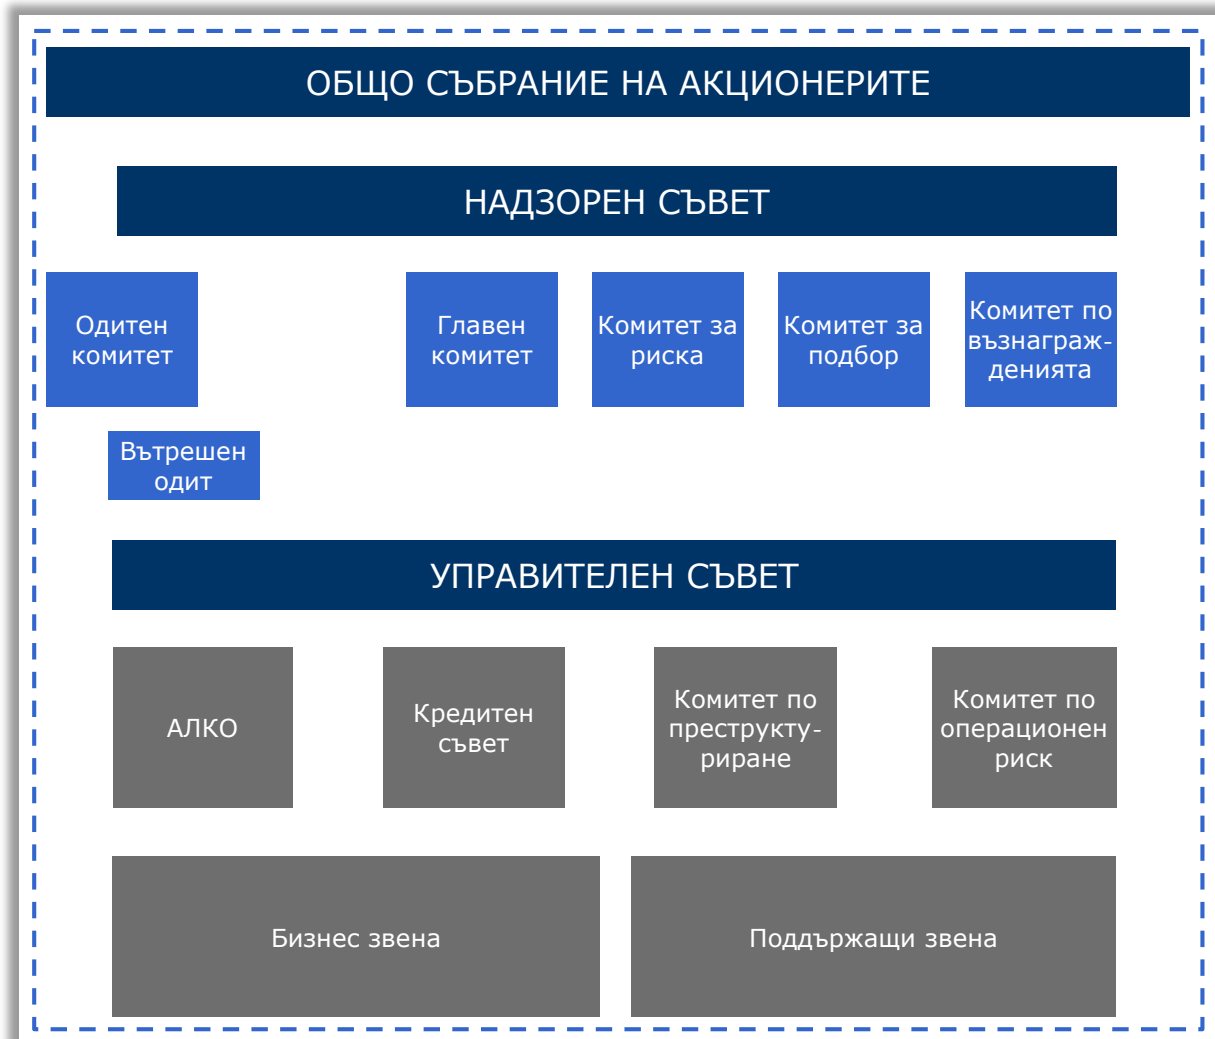 ОБЩО СЪБРАНИЕ НА АКЦИОНЕРИТЕ
НАДЗОРЕН СЪВЕТ
Одитен
комитет
Главен
комитет
Комитет за
риска
Комитет за
подбор
Комитет по
възнаграж-
денията
Вътрешен
одит
УПРАВИТЕЛЕН СЪВЕТ
АЛКО
Кредитен
съвет
Комитет по
преструкту-
риране
Комитет по
операционен
риск
Бизнес звена
Поддържащи звена